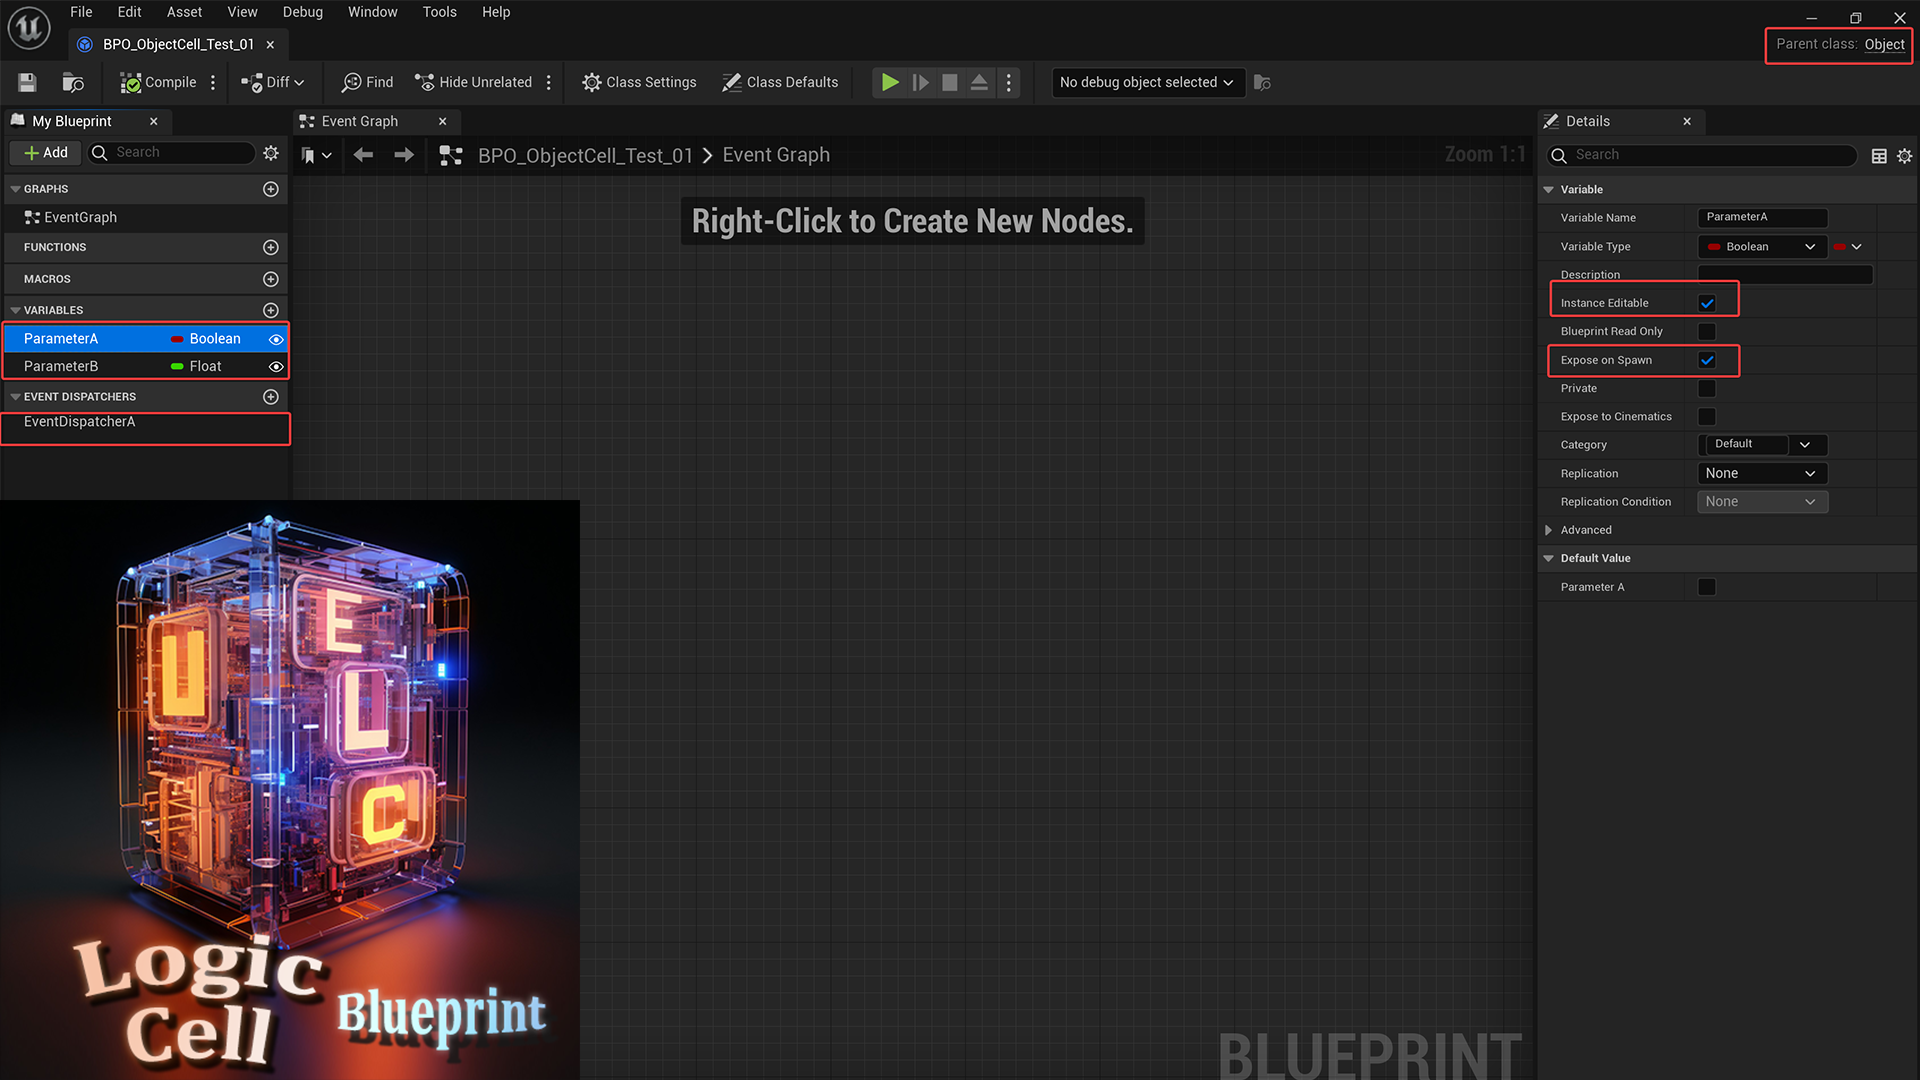 File Edit Asset View Debug Window Tools Help
BPO_ObjectCell_Test_01
Parent class: Object
Compile Diff Find Hide Unrelated Class Settings Class Defaults No debug object selected
My Blueprint
Event Graph
Details
Add
Search
BPO_ObjectCell_Test_01 > Event Graph
Zoom 1:1
Search
GRAPHS
EventGraph
FUNCTIONS
MACROS
VARIABLES
ParameterA Boolean
ParameterB Float
EVENT DISPATCHERS
EventDispatcherA
Right-Click to Create New Nodes.
Variable
Variable Name ParameterA
Variable Type Boolean
Description
Instance Editable
Blueprint Read Only
Expose on Spawn
Private
Expose to Cinematics
Category Default
Replication None
Replication Condition None
Advanced
Default Value
Parameter A
U
E
L
C
Logic
Cell
Blueprint
BLUEPRINT